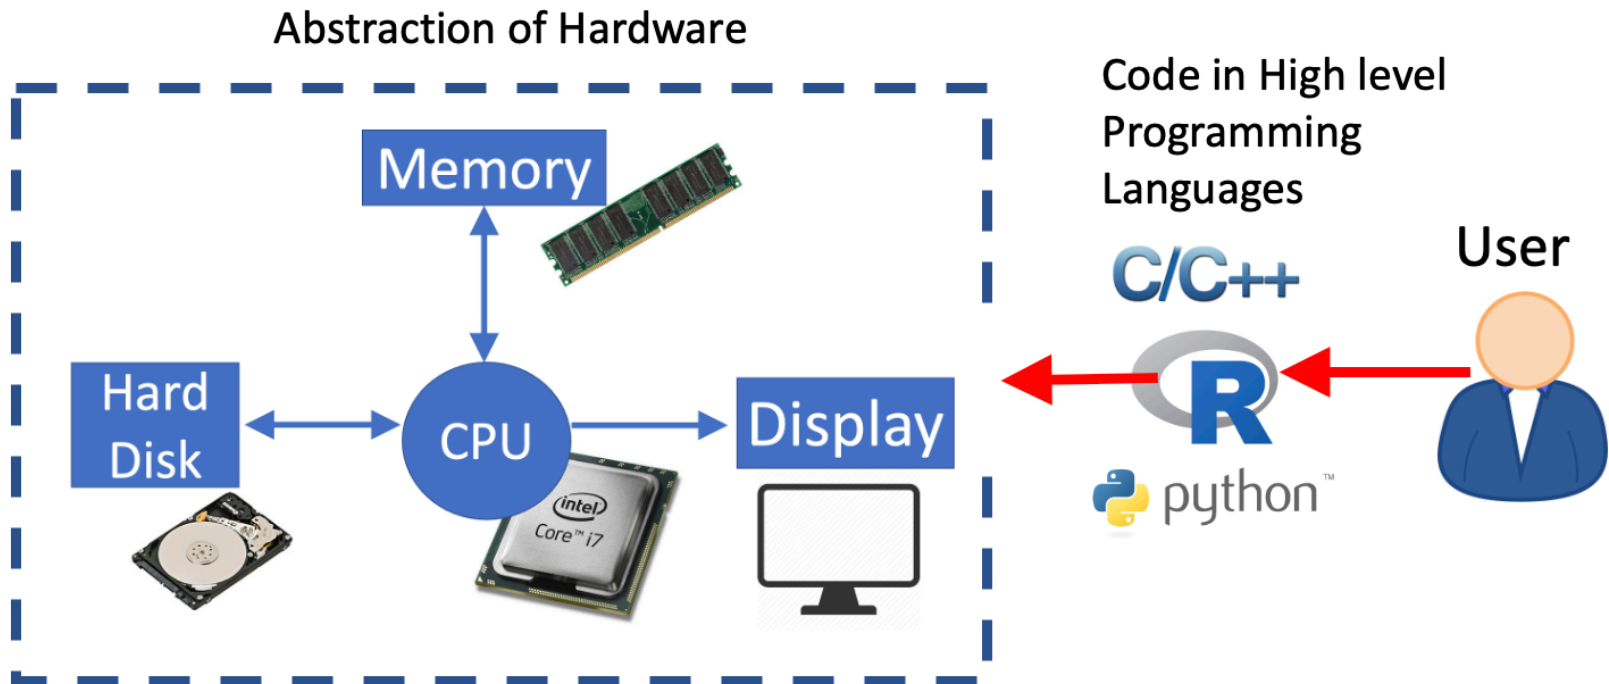 Abstraction of Hardware
Code in High level
Programming
Languages
Memory
User
C/C++
Hard
Disk
CPU
Display
R
intel
Core™ i7
python™